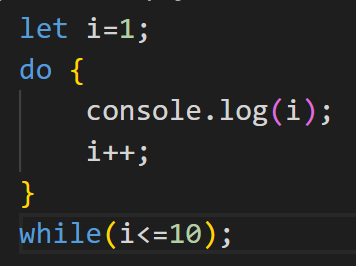 let i=1;
do {
    console.log(i);
    i++;
}
while(i<=10);